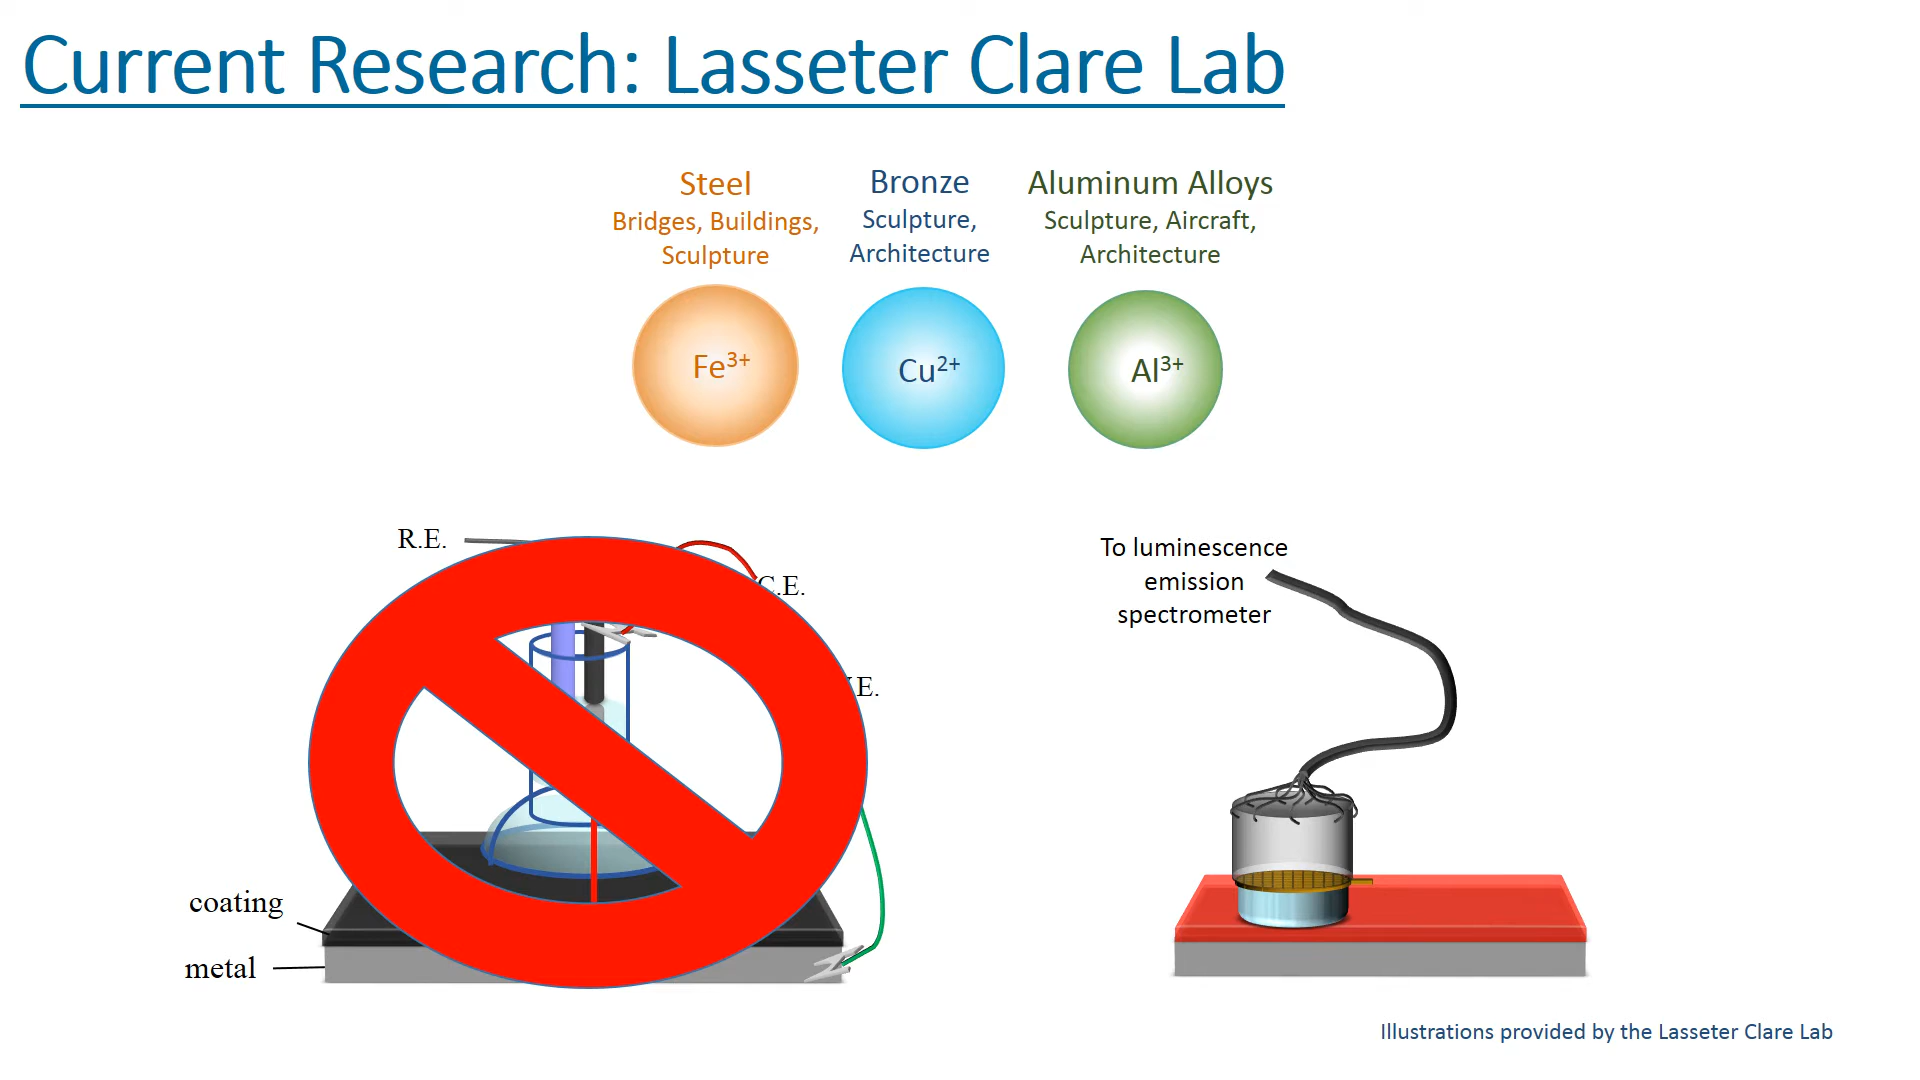 Current Research: Lasseter Clare Lab
Steel
Bridges, Buildings,
Sculpture
Bronze
Sculpture,
Architecture
Aluminum Alloys
Sculpture, Aircraft,
Architecture
Fe³⁺
Cu²⁺
Al³⁺
R.E.
C.E.
.E.
coating
metal
To luminescence
emission
spectrometer
Illustrations provided by the Lasseter Clare Lab